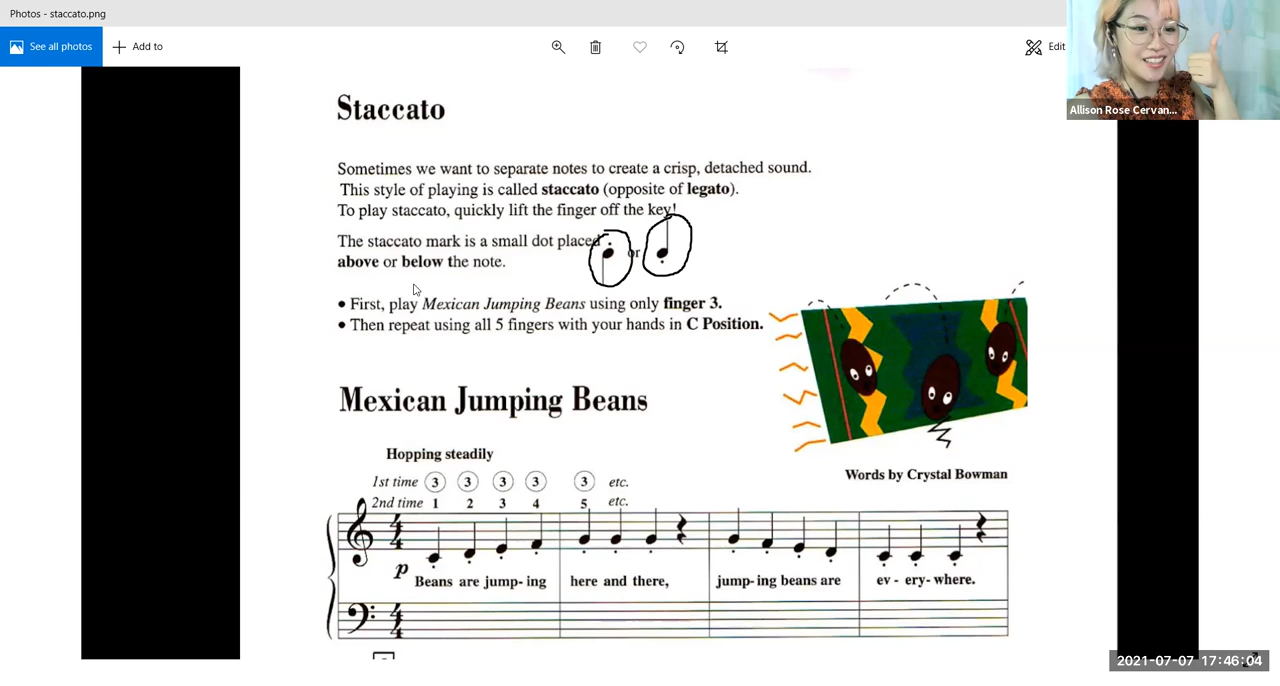 Photos - staccato.png
See all photos
Add to
Edit
Allison Rose Cervan...
Staccato
Sometimes we want to separate notes to create a crisp, detached sound.
This style of playing is called staccato (opposite of legato).
To play staccato, quickly lift the finger off the key!
The staccato mark is a small dot placed or
above or below the note.
• First, play Mexican Jumping Beans using only finger 3.
• Then repeat using all 5 fingers with your hands in C Position.
Mexican Jumping Beans
Hopping steadily
Words by Crystal Bowman
1st time 3 3 3 3 3 etc.
2nd time 1 2 3 4 5 etc.
4 4
p
Beans are jump- ing here and there, jump-ing beans are ev - ery- where.
4 4
2021-07-07 17:46:04